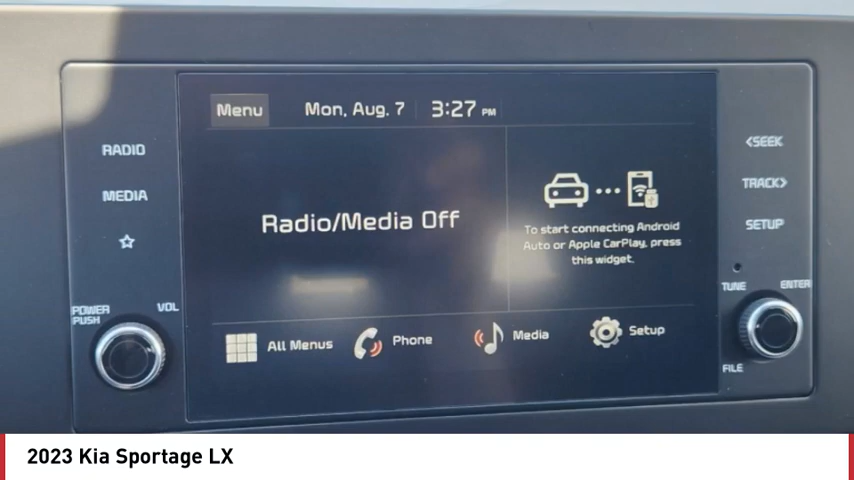 Menu Mon, Aug. 7 3:27 PM
RADIO
MEDIA
POWER PUSH VOL
Radio/Media Off
To start connecting Android
Auto or Apple CarPlay, press
this widget.
All Menus Phone Media Setup
<SEEK
TRACK>
SETUP
TUNE ENTER
FILE
2023 Kia Sportage LX